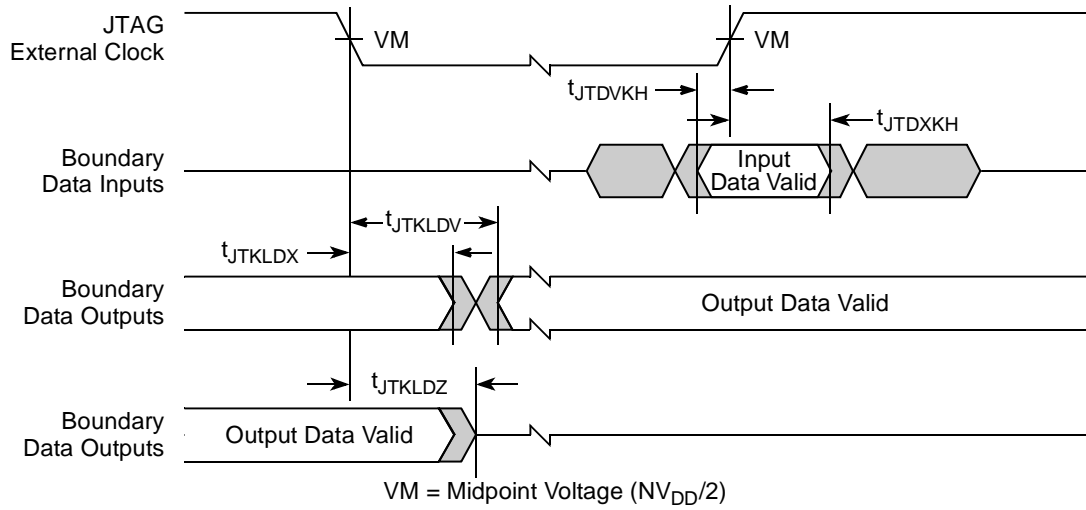 JTAG
External Clock
VM
VM
tJTDVKH
tJTDXKH
Boundary
Data Inputs
Input
Data Valid
tJTKLDV
tJTKLDX
Boundary
Data Outputs
Output Data Valid
tJTKLDZ
Boundary
Data Outputs
Output Data Valid
VM = Midpoint Voltage (NVDD/2)